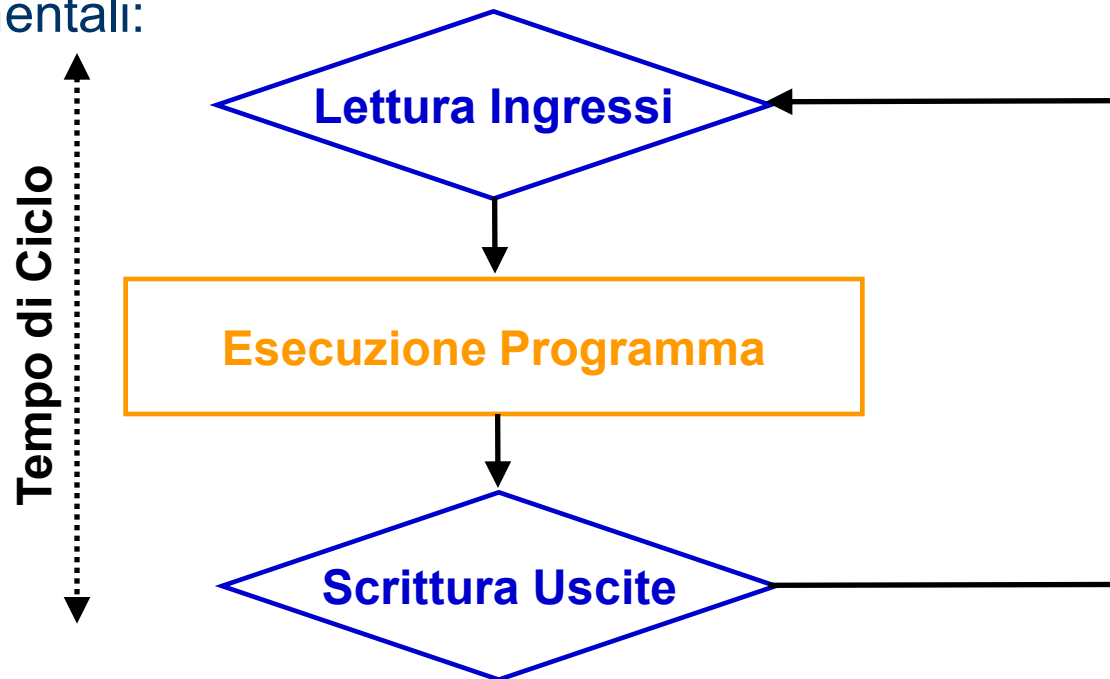 entali:
Lettura Ingressi
Tempo di Ciclo
Esecuzione Programma
Scrittura Uscite